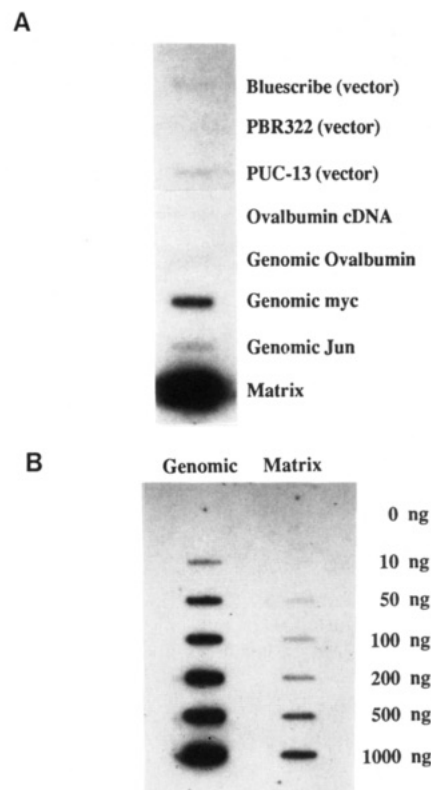 A
Bluescribe (vector)
PBR322 (vector)
PUC-13 (vector)
Ovalbumin cDNA
Genomic Ovalbumin
Genomic myc
Genomic Jun
Matrix
B
Genomic Matrix
0 ng
10 ng
50 ng
100 ng
200 ng
500 ng
1000 ng